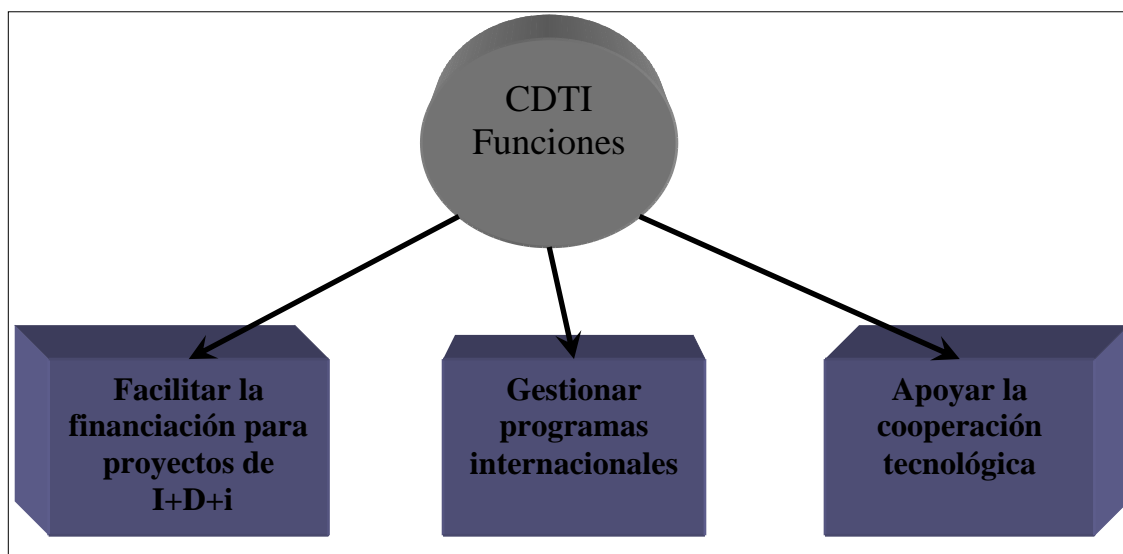 CDTI
Funciones
Facilitar la
financiación para
proyectos de
I+D+i
Gestionar
programas
internacionales
Apoyar la
cooperación
tecnológica